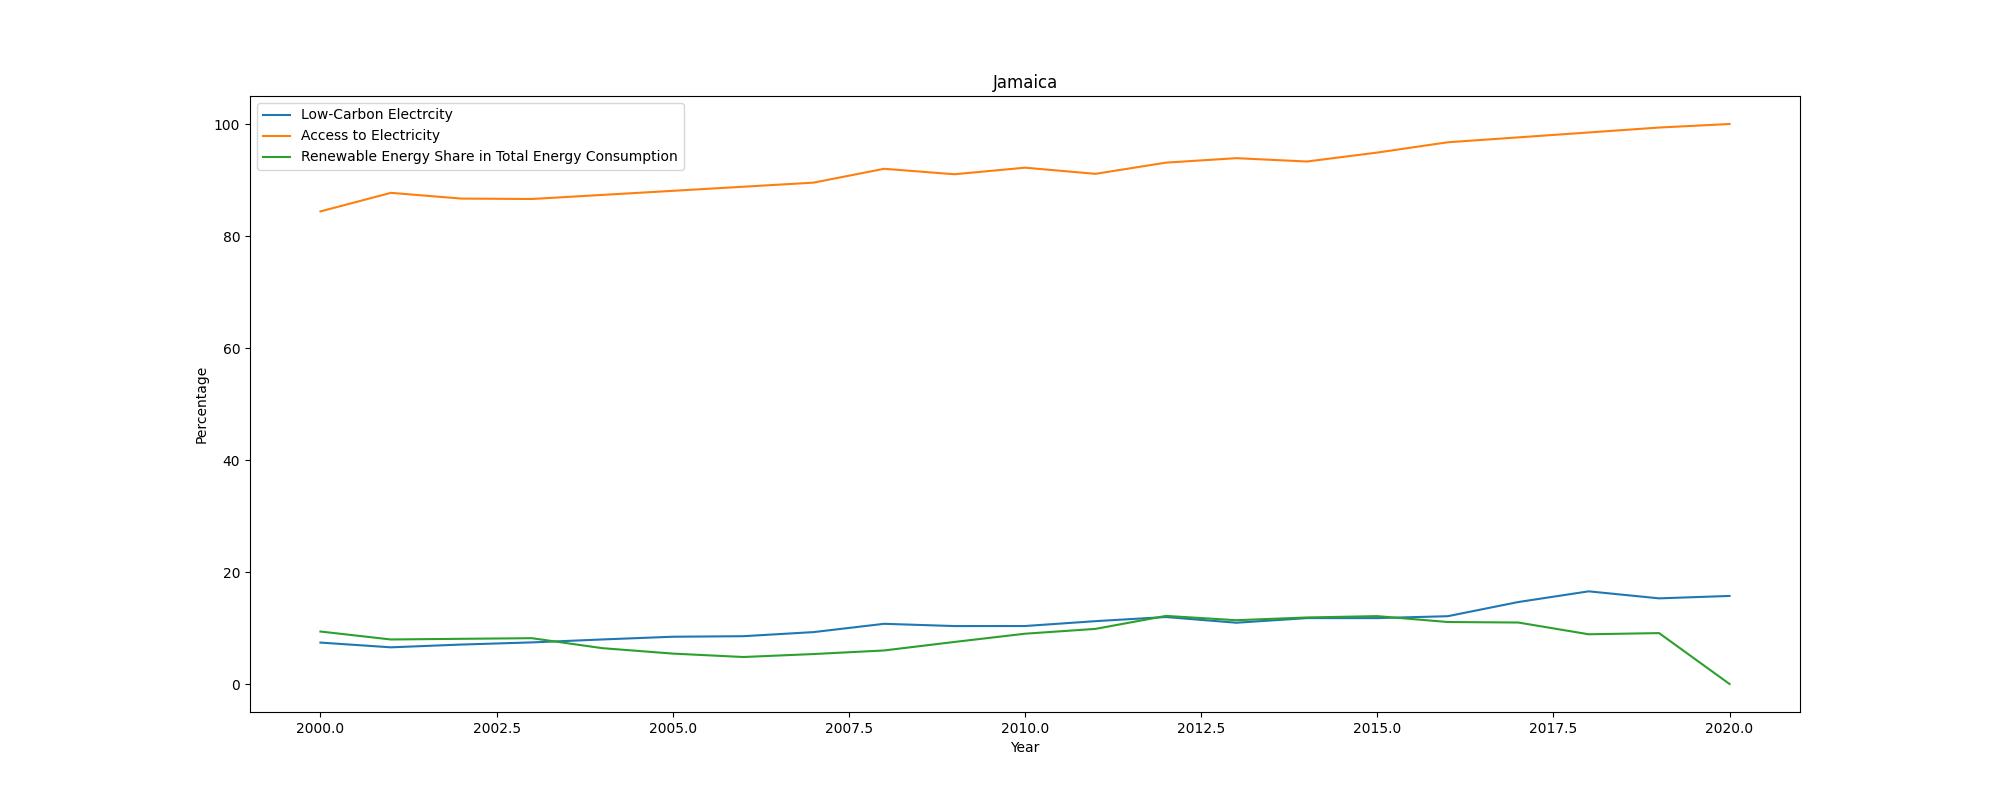 Jamaica
Low-Carbon Electrcity
Access to Electricity
Renewable Energy Share in Total Energy Consumption
100
80
60
40
20
0
Percentage
2000.0 2002.5 2005.0 2007.5 2010.0 2012.5 2015.0 2017.5 2020.0
Year